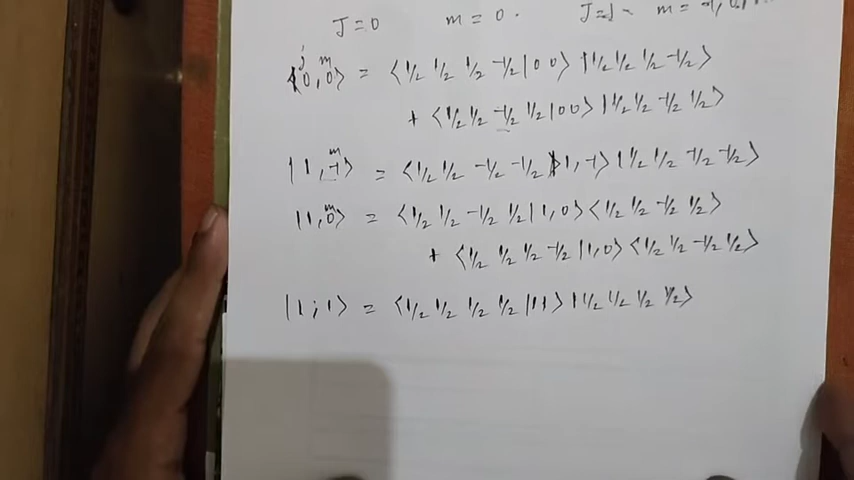 J=0 m=0. J=1 m=-1,0,
j m
|0,0⟩ = ⟨1/2 1/2 1/2 -1/2|00⟩ |1/2 1/2 1/2 -1/2⟩
+ ⟨1/2 1/2 -1/2 1/2|00⟩ |1/2 1/2 -1/2 1/2⟩
m
|1,-1⟩ = ⟨1/2 1/2 -1/2 -1/2|1,-1⟩ |1/2 1/2 -1/2 -1/2⟩
m
|1,0⟩ = ⟨1/2 1/2 -1/2 1/2|1,0⟩ ⟨1/2 1/2 -1/2 1/2⟩
+ ⟨1/2 1/2 1/2 -1/2|1,0⟩ ⟨1/2 1/2 -1/2 1/2⟩
|1,1⟩ = ⟨1/2 1/2 1/2 1/2|11⟩ |1/2 1/2 1/2 1/2⟩